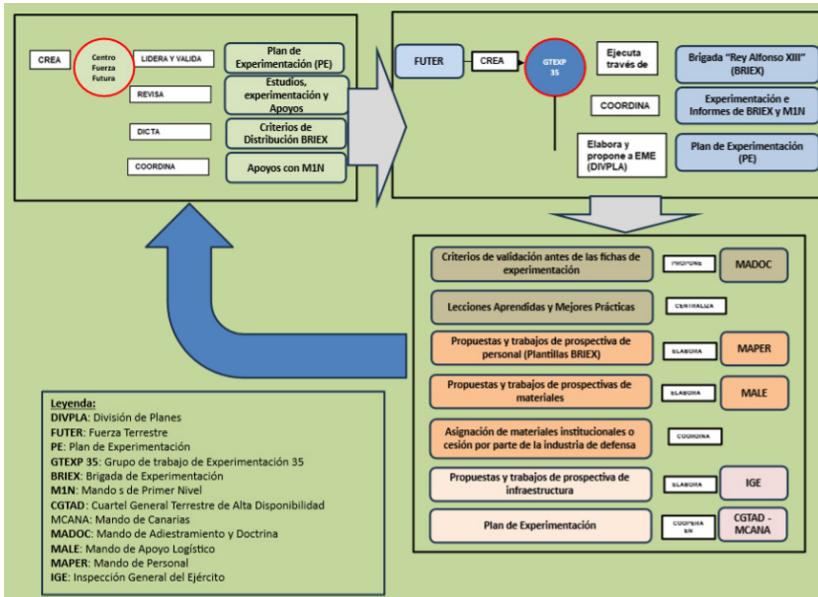 CREA
Centro
Fuerza
Futura
LIDERA Y VALIDA
Plan de
Experimentación (PE)
REVISA
Estudios,
experimentación y
Apoyos
DICTA
Criterios de
Distribución BRIEX
COORDINA
Apoyos con M1N
FUTER
CREA
GTEXP
35
Ejecuta
través de
Brigada "Rey Alfonso XIII"
(BRIEX)
COORDINA
Experimentación e
Informes de BRIEX y M1N
Elabora y
propone a EME
(DIVPLA)
Plan de Experimentación
(PE)
Criterios de validación antes de las fichas de
experimentación
PROPONE
MADOC
Lecciones Aprendidas y Mejores Prácticas
CENTRALIZA
Propuestas y trabajos de prospectiva de
personal (Plantillas BRIEX)
ELABORA
MAPER
Propuestas y trabajos de prospectivas de
materiales
ELABORA
MALE
Asignación de materiales institucionales o
cesión por parte de la industria de defensa
COORDINA
Propuestas y trabajos de prospectiva de
infraestructura
ELABORA
IGE
Plan de Experimentación
COOPERA
EN
CGTAD -
MCANA
Leyenda:
DIVPLA: División de Planes
FUTER: Fuerza Terrestre
PE: Plan de Experimentación
GTEXP 35: Grupo de trabajo de Experimentación 35
BRIEX: Brigada de Experimentación
M1N: Mando s de Primer Nivel
CGTAD: Cuartel General Terrestre de Alta Disponibilidad
MCANA: Mando de Canarias
MADOC: Mando de Adiestramiento y Doctrina
MALE: Mando de Apoyo Logístico
MAPER: Mando de Personal
IGE: Inspección General del Ejército